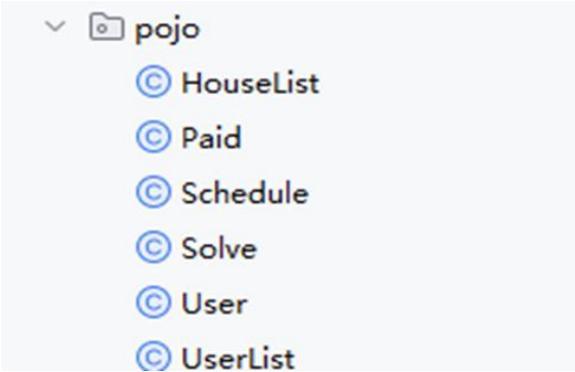 pojo
HouseList
Paid
Schedule
Solve
User
UserList